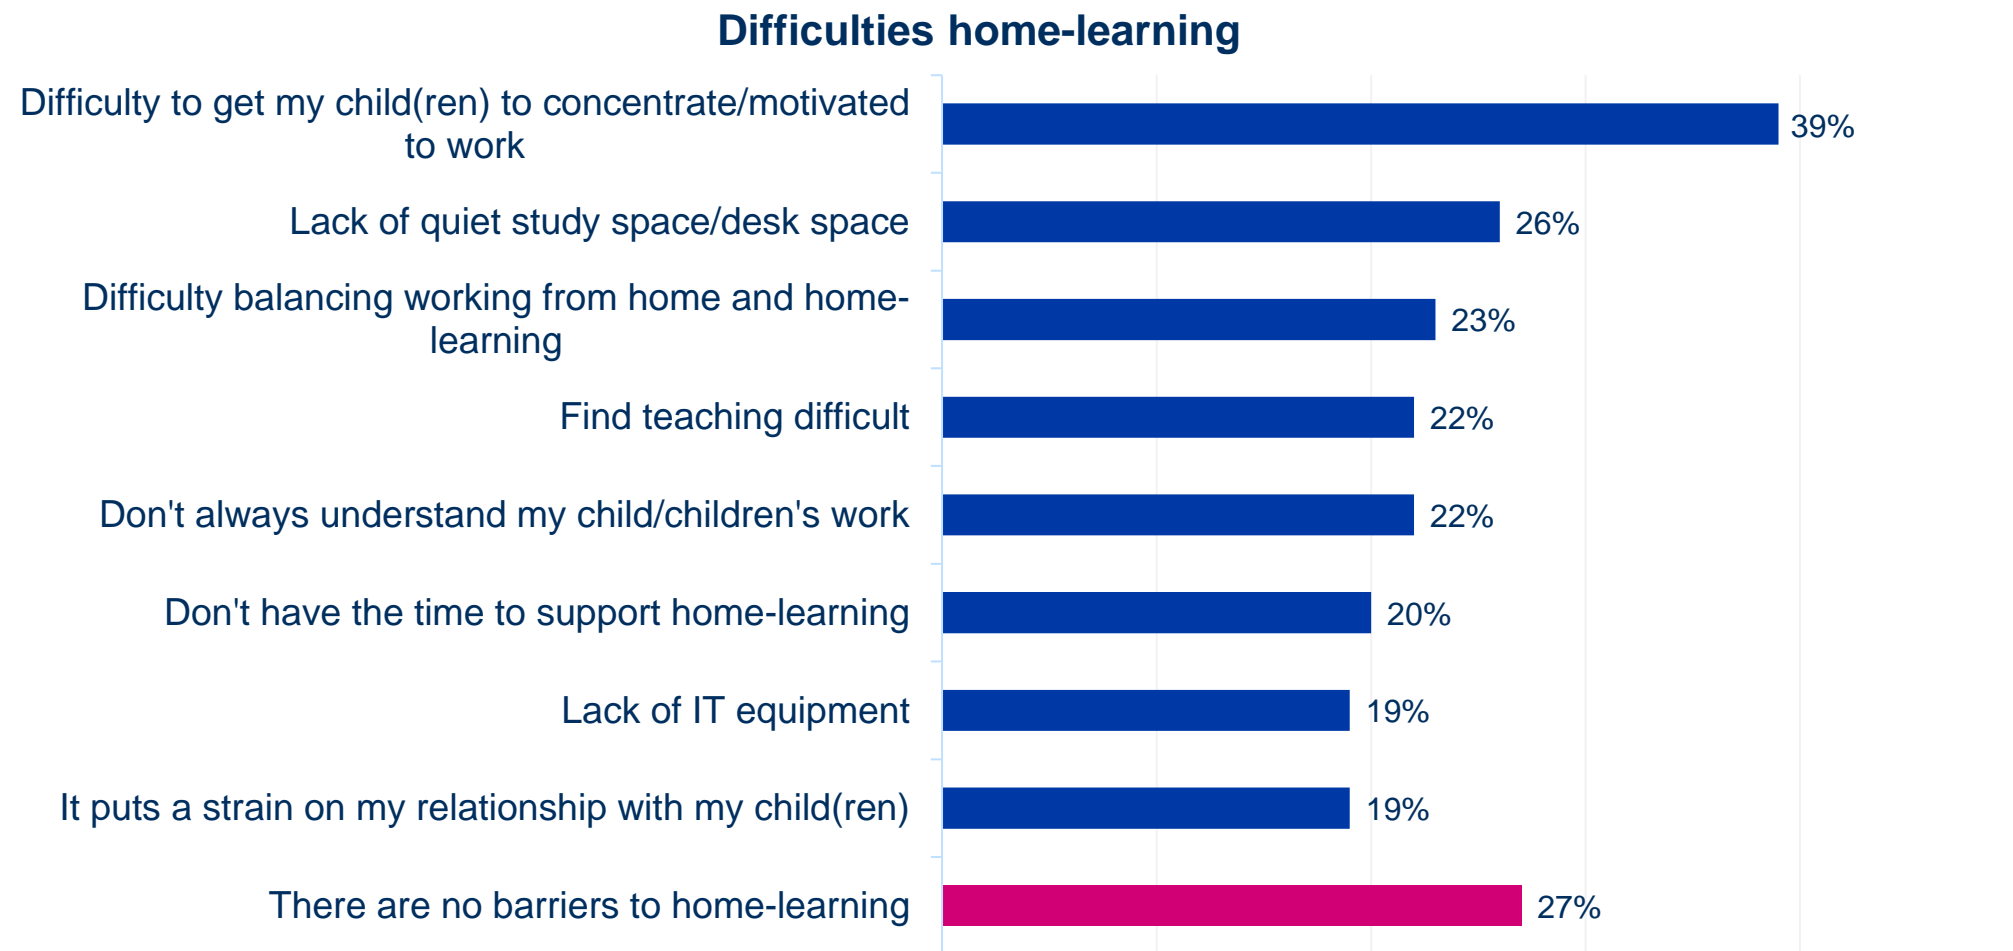 Difficulties home-learning
Difficulty to get my child(ren) to concentrate/motivated
to work
39%
Lack of quiet study space/desk space
26%
Difficulty balancing working from home and home-
learning
23%
Find teaching difficult
22%
Don't always understand my child/children's work
22%
Don't have the time to support home-learning
20%
Lack of IT equipment
19%
It puts a strain on my relationship with my child(ren)
19%
There are no barriers to home-learning
27%